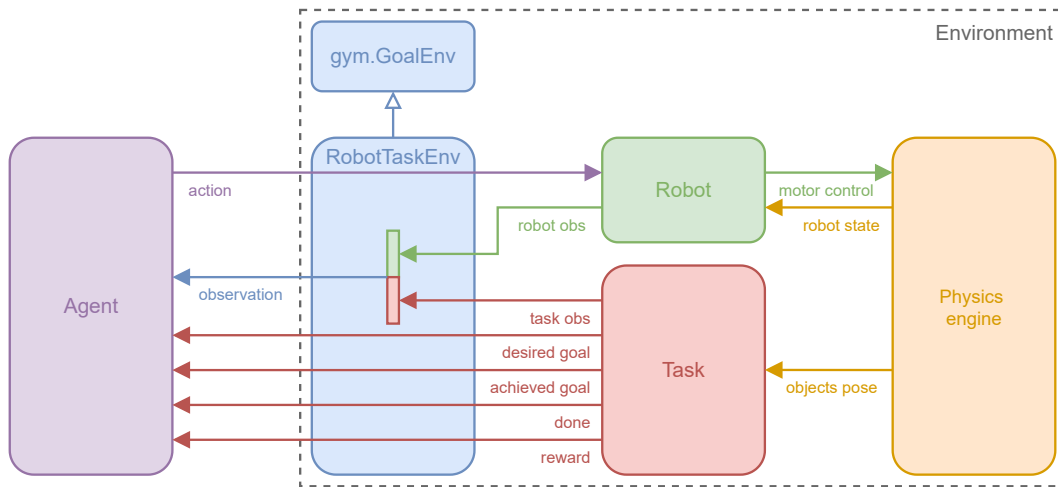 Environment
gym.GoalEnv
RobotTaskEnv
action
Robot
motor control
robot obs
robot state
observation
Agent
task obs
Physics
engine
desired goal
Task
achieved goal
objects pose
done
reward